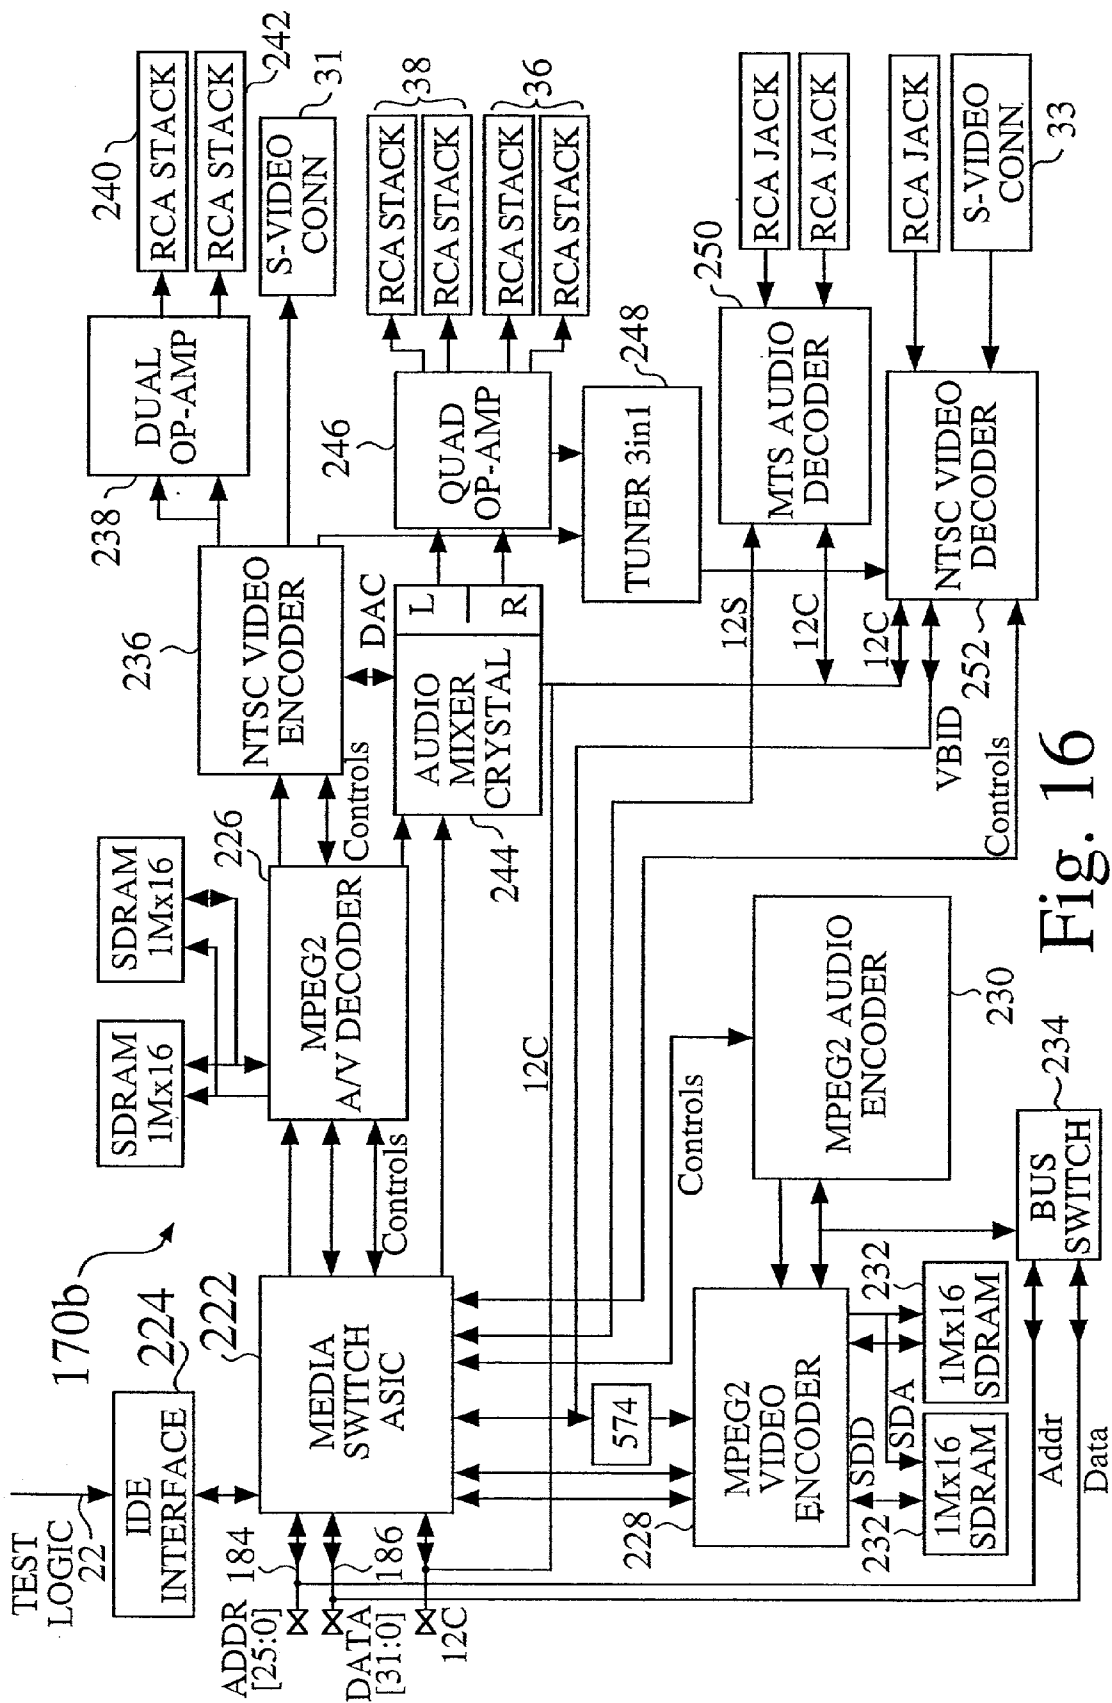 170b
TEST
LOGIC
22
IDE
INTERFACE
224
222
MEDIA
SWITCH
ASIC
184
186
ADDR
[25:0]
DATA
[31:0]
12C
SDRAM
1Mx16
SDRAM
1Mx16
226
MPEG2
A/V DECODER
Controls
Controls
236
NTSC VIDEO
ENCODER
DAC
238
DUAL
OP-AMP
240
RCA STACK
RCA STACK
242
S-VIDEO
CONN
31
244
AUDIO
MIXER
CRYSTAL
L
R
246
QUAD
OP-AMP
RCA STACK
RCA STACK
38
RCA STACK
RCA STACK
36
TUNER 3in1
248
12C
12S
12C
12C
VBID
Controls
250
MTS AUDIO
DECODER
RCA JACK
RCA JACK
252
NTSC VIDEO
DECODER
RCA JACK
S-VIDEO
CONN
33
574
228
MPEG2
VIDEO
ENCODER
Controls
MPEG2 AUDIO
ENCODER
230
SDD
SDA
232
1Mx16
SDRAM
232
1Mx16
SDRAM
BUS
SWITCH
234
Addr
Data
Fig. 16